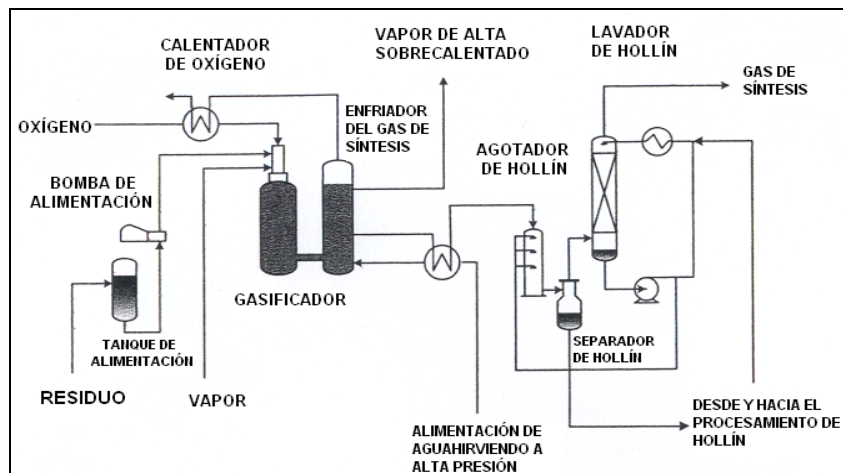 CALENTADOR
DE OXÍGENO
VAPOR DE ALTA
SOBRECALENTADO
LAVADOR
DE HOLLÍN
GAS DE
SÍNTESIS
OXÍGENO
ENFRIADOR
DEL GAS DE
SÍNTESIS
AGOTADOR
DE HOLLÍN
BOMBA DE
ALIMENTACIÓN
GASIFICADOR
TANQUE DE
ALIMENTACIÓN
SEPARADOR
DE HOLLÍN
RESIDUO
VAPOR
ALIMENTACIÓN DE
AGUAHIRVIENDO A
ALTA PRESIÓN
DESDE Y HACIA EL
PROCESAMIENTO DE
HOLLÍN